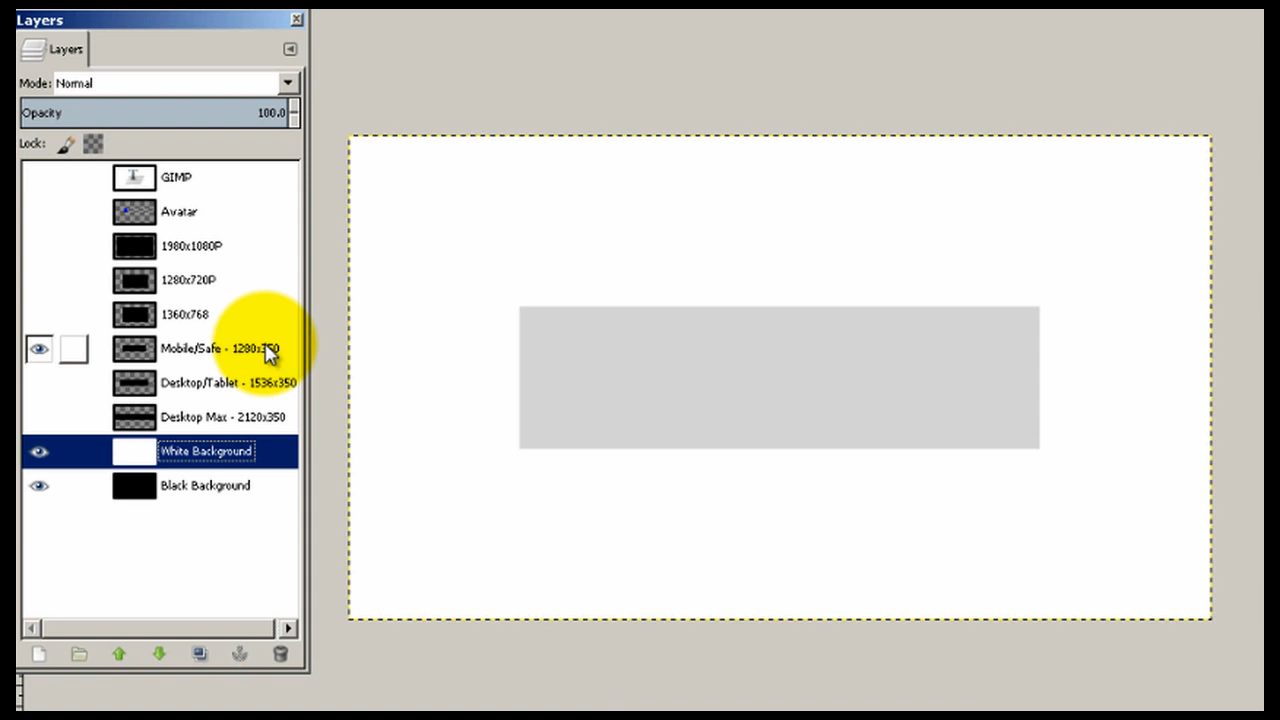 Layers
Layers
Mode: Normal
Opacity 100.0
Lock:
GIMP
Avatar
1980x1080P
1280x720P
1360x768
Mobile/Safe - 1280x350
Desktop/Tablet - 1536x350
Desktop Max - 2120x350
White Background
Black Background